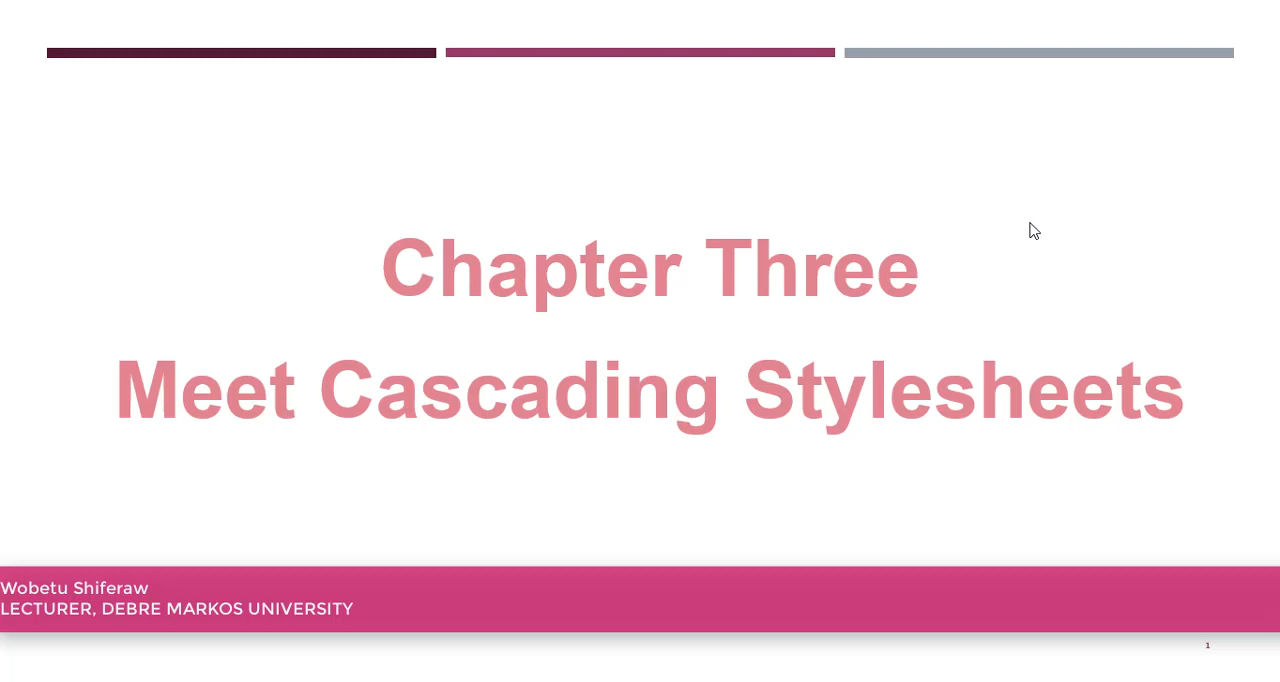 Chapter Three
Meet Cascading Stylesheets
Wobetu Shiferaw
LECTURER, DEBRE MARKOS UNIVERSITY
1